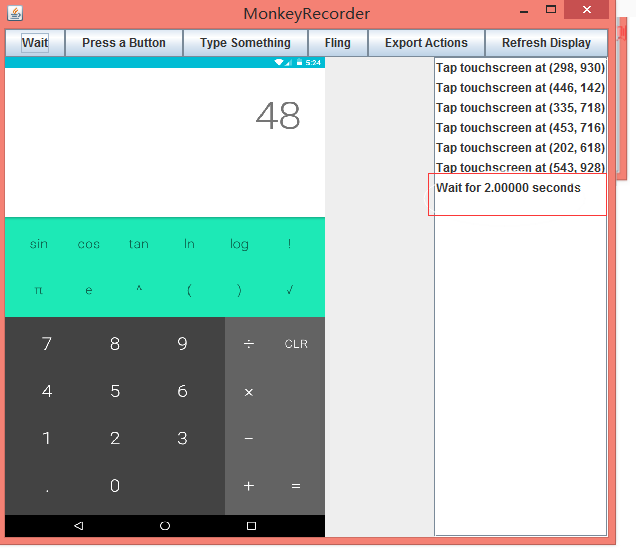 MonkeyRecorder
Wait Press a Button Type Something Fling Export Actions Refresh Display
5:24
48
sin cos tan ln log !
π e ^ ( ) √
7 8 9 ÷ CLR
4 5 6 ×
1 2 3 −
. 0 + =
Tap touchscreen at (298, 930)
Tap touchscreen at (446, 142)
Tap touchscreen at (335, 718)
Tap touchscreen at (453, 716)
Tap touchscreen at (202, 618)
Tap touchscreen at (543, 928)
Wait for 2.00000 seconds